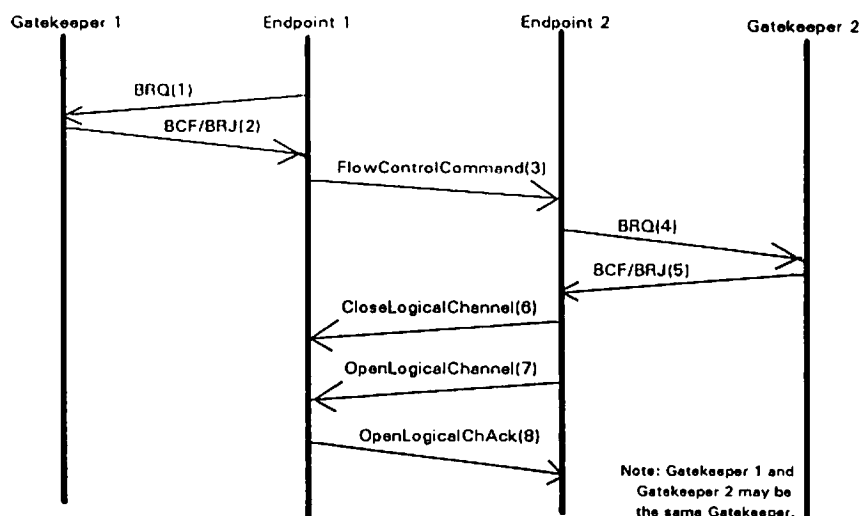 Gatekeeper 1
Endpoint 1
Endpoint 2
Gatekeeper 2
BRQ(1)
BCF/BRJ(2)
FlowControlCommand(3)
BRQ(4)
BCF/BRJ(5)
CloseLogicalChannel(6)
OpenLogicalChannel(7)
OpenLogicalChAck(8)
Note: Gatekeeper 1 and
Gatekeeper 2 may be
the same Gatekeeper.